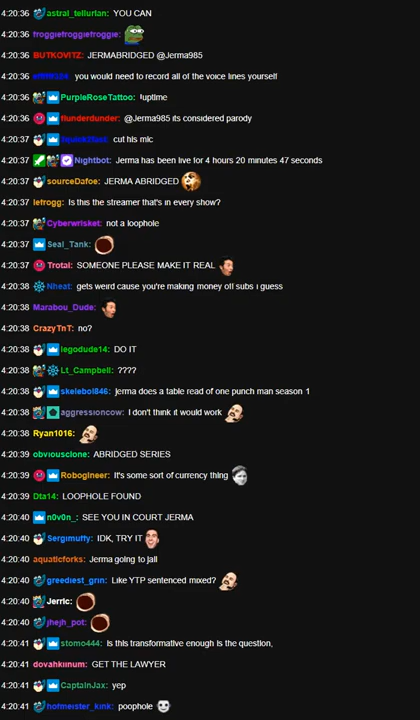 4:20:36 astral_tellurian: YOU CAN
4:20:36 froggiefroggiefroggie:
4:20:36 BUTKOVITZ: JERMABRIDGED @Jerma985
4:20:36 you would need to record all of the voice lines yourself
4:20:36 PurpleRoseTattoo: !uptime
4:20:36 flunderdunder: @Jerma985 its considered parody
4:20:37 cut his mic
4:20:37 Nightbot: Jerma has been live for 4 hours 20 minutes 47 seconds
4:20:37 sourceDafoe: JERMA ABRIDGED
4:20:37 lefrogg: Is this the streamer that's in every show?
4:20:37 Cyberwrisket: not a loophole
4:20:37 Seal_Tank:
4:20:37 Trotal: SOMEONE PLEASE MAKE IT REAL
4:20:38 Nheat: gets weird cause you're making money off subs i guess
4:20:38 Marabou_Dude:
4:20:38 CrazyTnT: no?
4:20:38 legodude14: DO IT
4:20:38 Lt_Campbell: ????
4:20:38 skelebol846: jerma does a table read of one punch man season 1
4:20:38 aggressioncow: I don't think it would work
4:20:38 Ryan1016:
4:20:39 obviousclone: ABRIDGED SERIES
4:20:39 Robogineer: It's some sort of currency thing
4:20:39 Dta14: LOOPHOLE FOUND
4:20:40 n0v0n_: SEE YOU IN COURT JERMA
4:20:40 Sergimuffy: IDK, TRY IT
4:20:40 aquaticforks: Jerma going to jail
4:20:40 greediest_grin: Like YTP sentenced mixed?
4:20:40 Jerric:
4:20:40 jhejh_pot:
4:20:41 stomo444: Is this transformative enough is the question,
4:20:41 dovahkiinum: GET THE LAWYER
4:20:41 CaptainJax: yep
4:20:41 hofmeister_kink: poophole